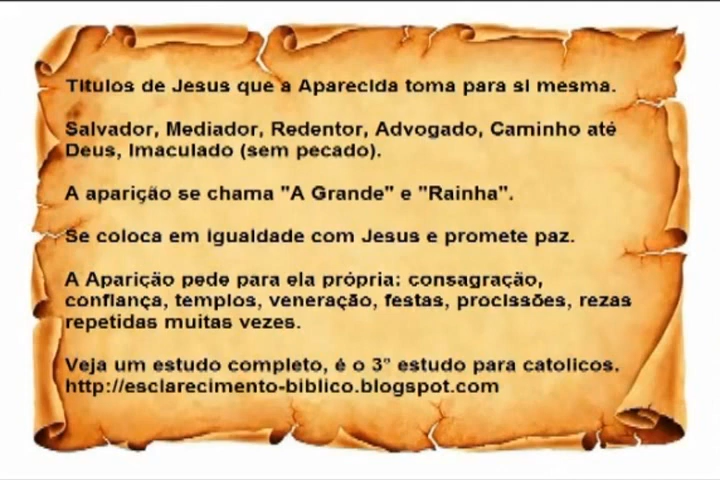 Titulos de Jesus que a Aparecida toma para si mesma.
Salvador, Mediador, Redentor, Advogado, Caminho até
Deus, Imaculado (sem pecado).
A aparição se chama "A Grande" e "Rainha".
Se coloca em igualdade com Jesus e promete paz.
A Aparição pede para ela própria: consagração,
confiança, templos, veneração, festas, procissões, rezas
repetidas muitas vezes.
Veja um estudo completo, é o 3° estudo para catolicos.
http://esclarecimento-biblico.blogspot.com